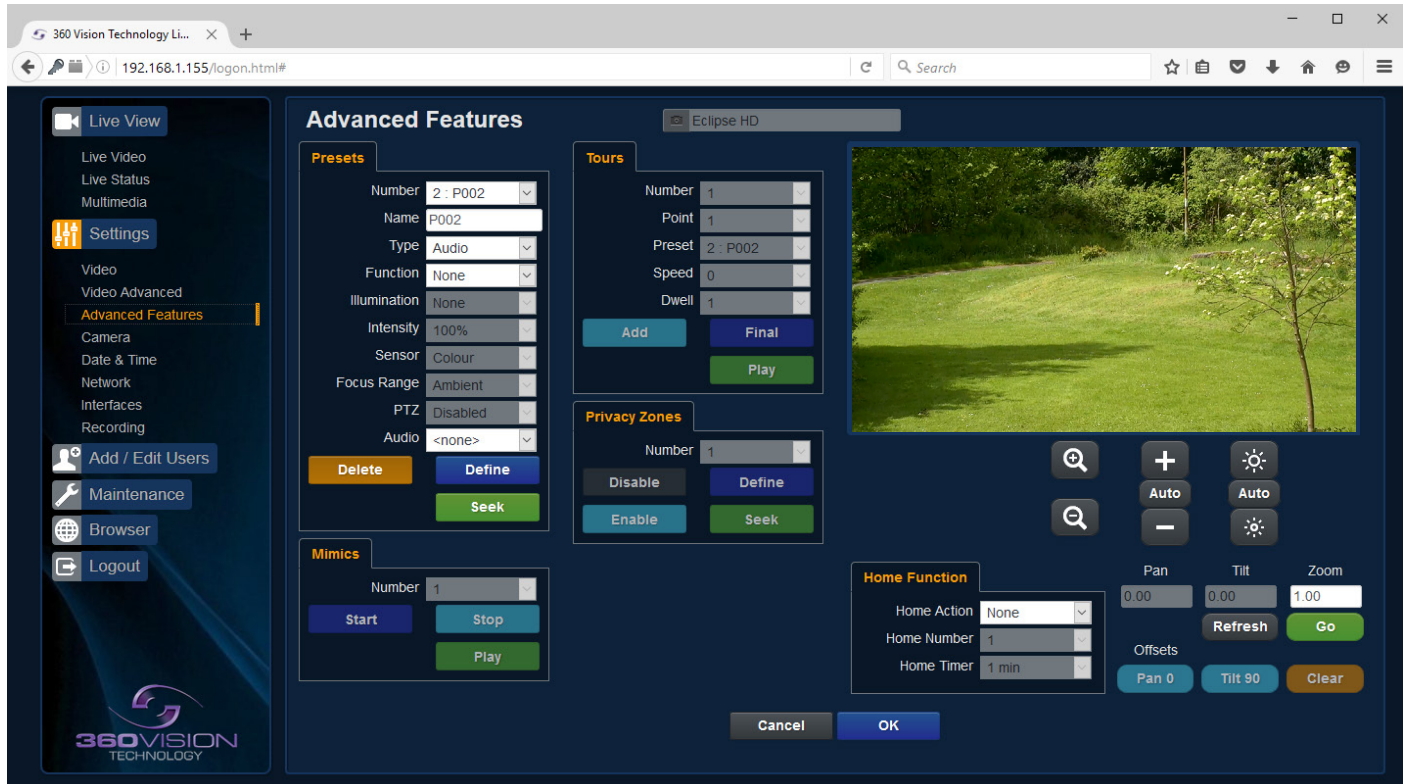 360 Vision Technology Li...
192.168.1.155/logon.html#
Search
Live View
Live Video
Live Status
Multimedia
Settings
Video
Video Advanced
Advanced Features
Camera
Date & Time
Network
Interfaces
Recording
Add / Edit Users
Maintenance
Browser
Logout
360 VISION
TECHNOLOGY
Advanced Features
Eclipse HD
Presets
Number 2 : P002
Name P002
Type Audio
Function None
Illumination None
Intensity 100%
Sensor Colour
Focus Range Ambient
PTZ Disabled
Audio <none>
Delete Define
Seek
Mimics
Number 1
Start Stop
Play
Tours
Number 1
Point 1
Preset 2 : P002
Speed 0
Dwell 1
Add Final
Play
Privacy Zones
Number 1
Disable Define
Enable Seek
Auto Auto
Home Function
Home Action None
Home Number 1
Home Timer 1 min
Pan Tilt Zoom
0.00 0.00 1.00
Refresh Go
Offsets
Pan 0 Tilt 90 Clear
Cancel OK